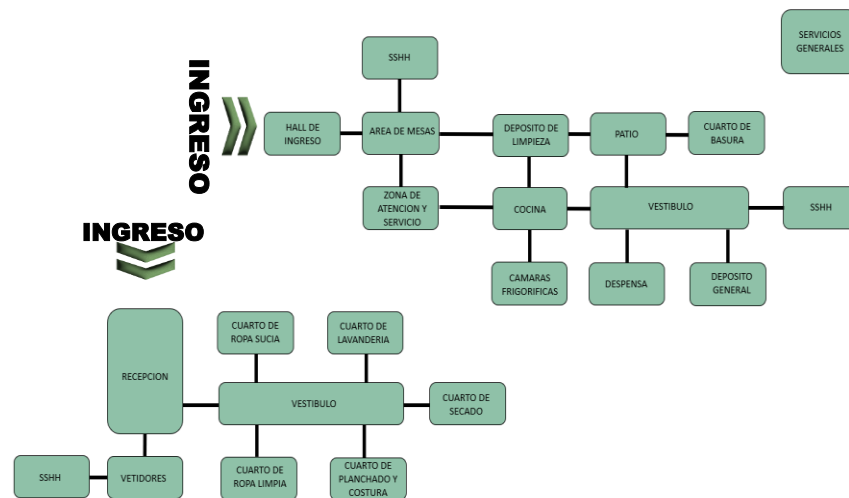 SERVICIOS
GENERALES
SSHH
INGRESO
HALL DE
INGRESO
AREA DE MESAS
DEPOSITO DE
LIMPIEZA
PATIO
CUARTO DE
BASURA
ZONA DE
ATENCION Y
SERVICIO
COCINA
VESTIBULO
SSHH
INGRESO
CAMARAS
FRIGORIFICAS
DESPENSA
DEPOSITO
GENERAL
CUARTO DE
ROPA SUCIA
CUARTO DE
LAVANDERIA
RECEPCION
VESTIBULO
CUARTO DE
SECADO
SSHH
VETIDORES
CUARTO DE
ROPA LIMPIA
CUARTO DE
PLANCHADO Y
COSTURA